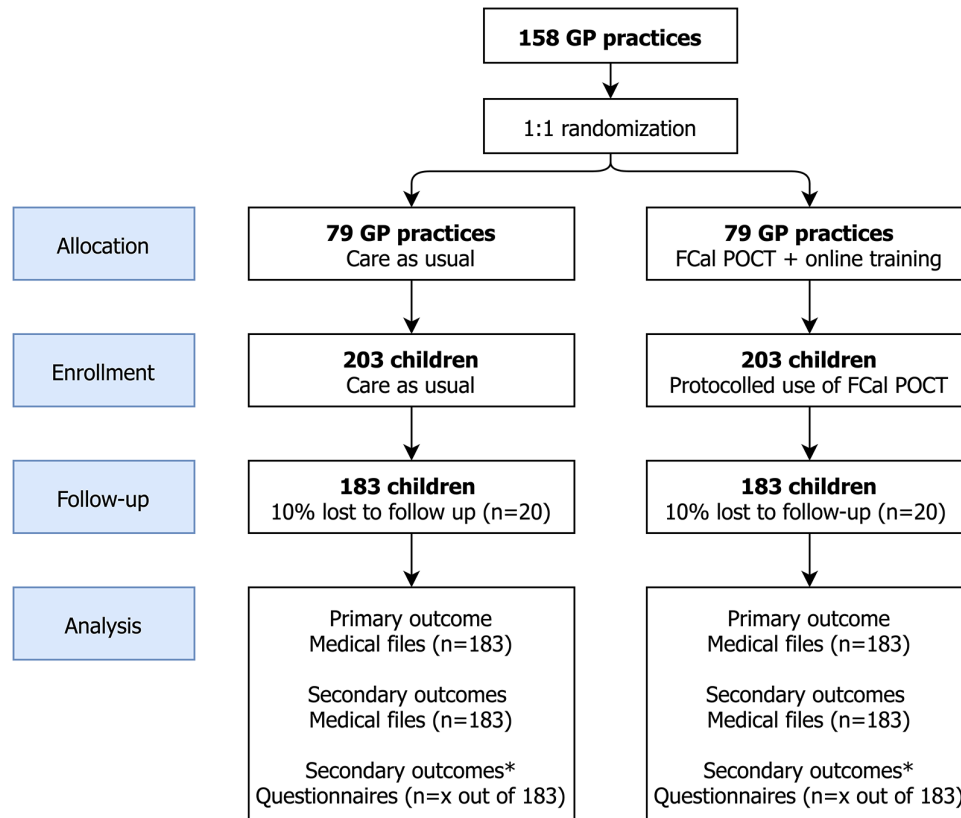 158 GP practices
1:1 randomization
Allocation
79 GP practices
Care as usual
79 GP practices
FCal POCT + online training
Enrollment
203 children
Care as usual
203 children
Protocolled use of FCal POCT
Follow-up
183 children
10% lost to follow up (n=20)
183 children
10% lost to follow-up (n=20)
Analysis
Primary outcome
Medical files (n=183)
Secondary outcomes
Medical files (n=183)
Secondary outcomes*
Questionnaires (n=x out of 183)
Primary outcome
Medical files (n=183)
Secondary outcomes
Medical files (n=183)
Secondary outcomes*
Questionnaires (n=x out of 183)